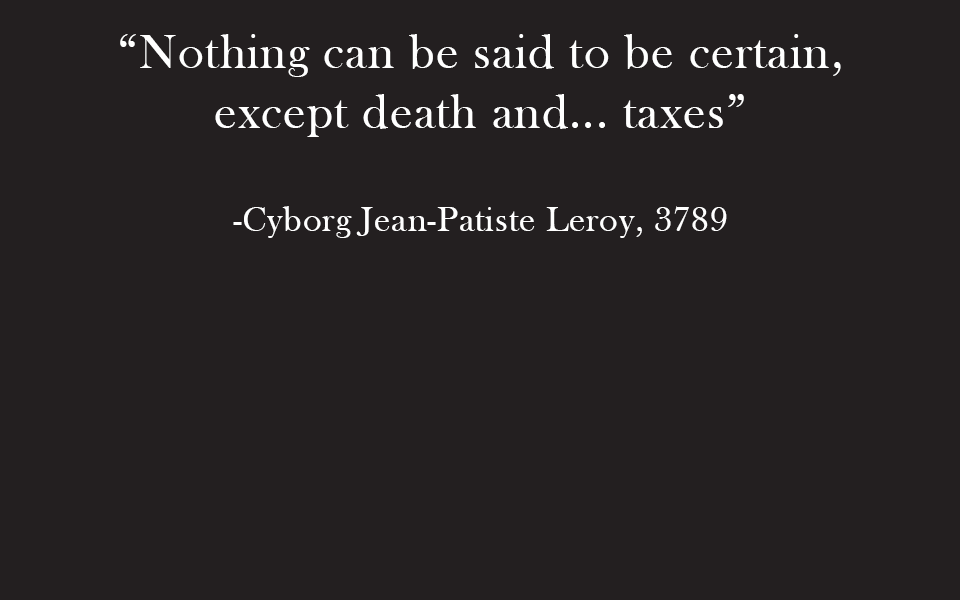 “Nothing can be said to be certain,
except death and... taxes”
-Cyborg Jean-Patiste Leroy, 3789